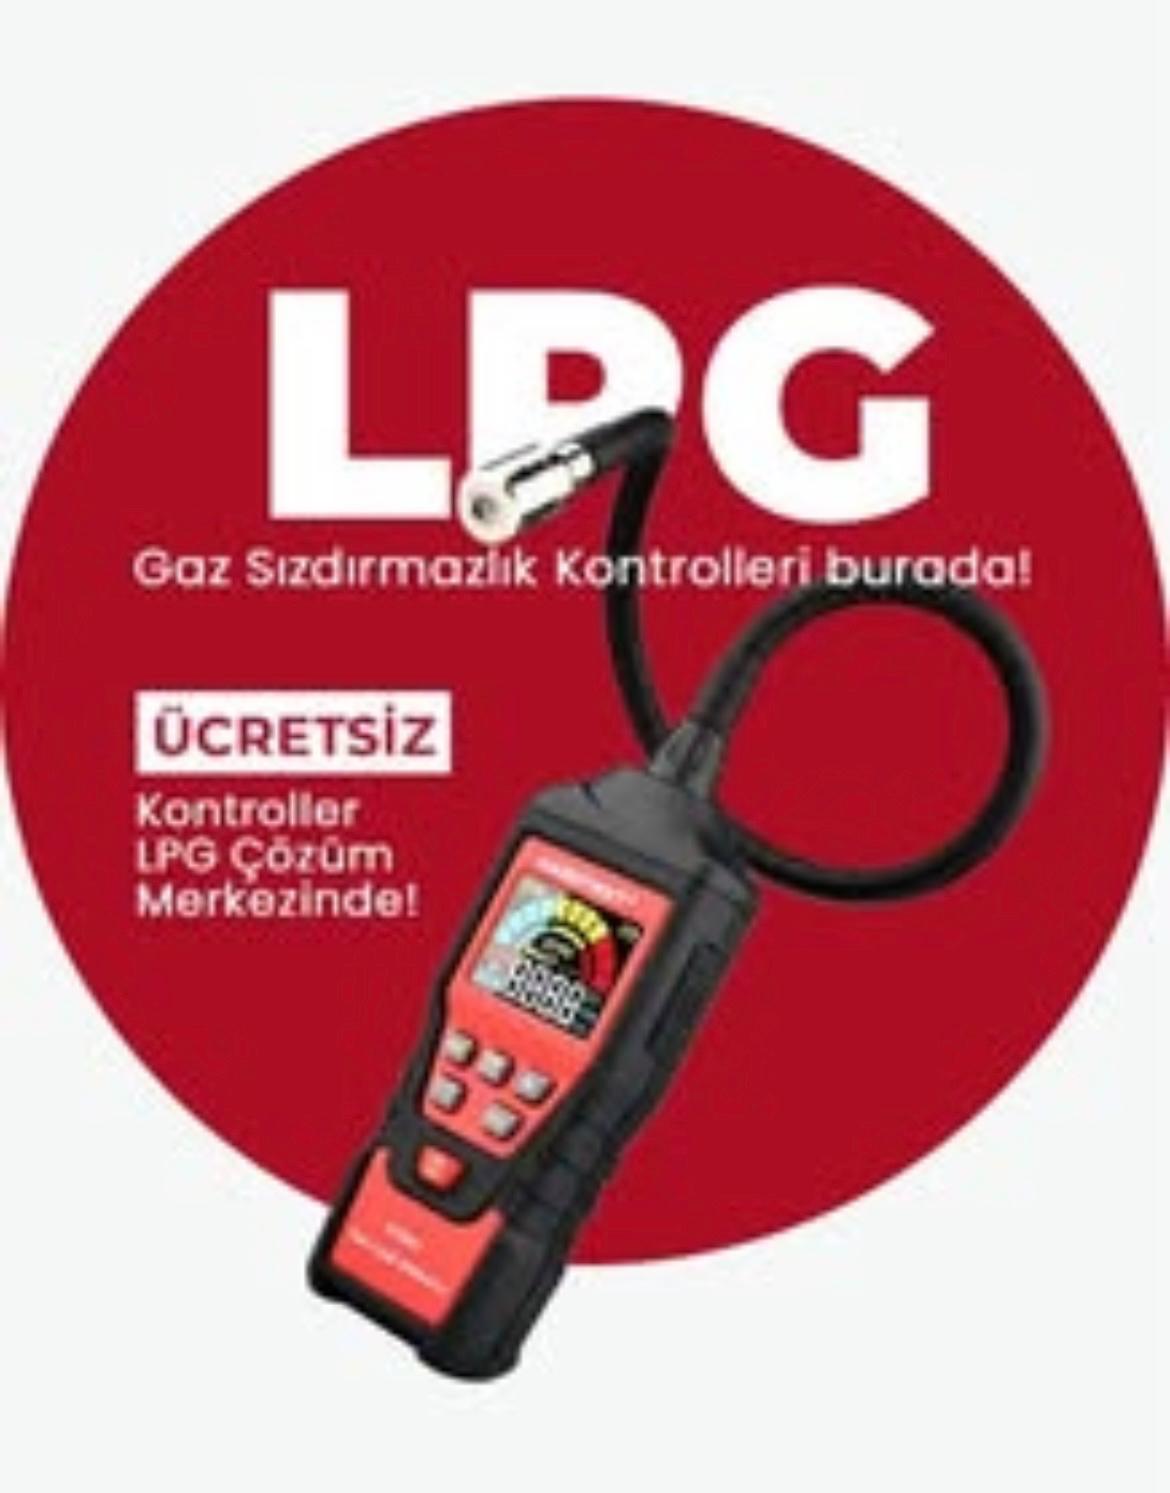 LPG
Gaz Sızdırmazlık Kontrolleri burada!
ÜCRETSİZ
Kontroller
LPG Çözüm
Merkezinde!